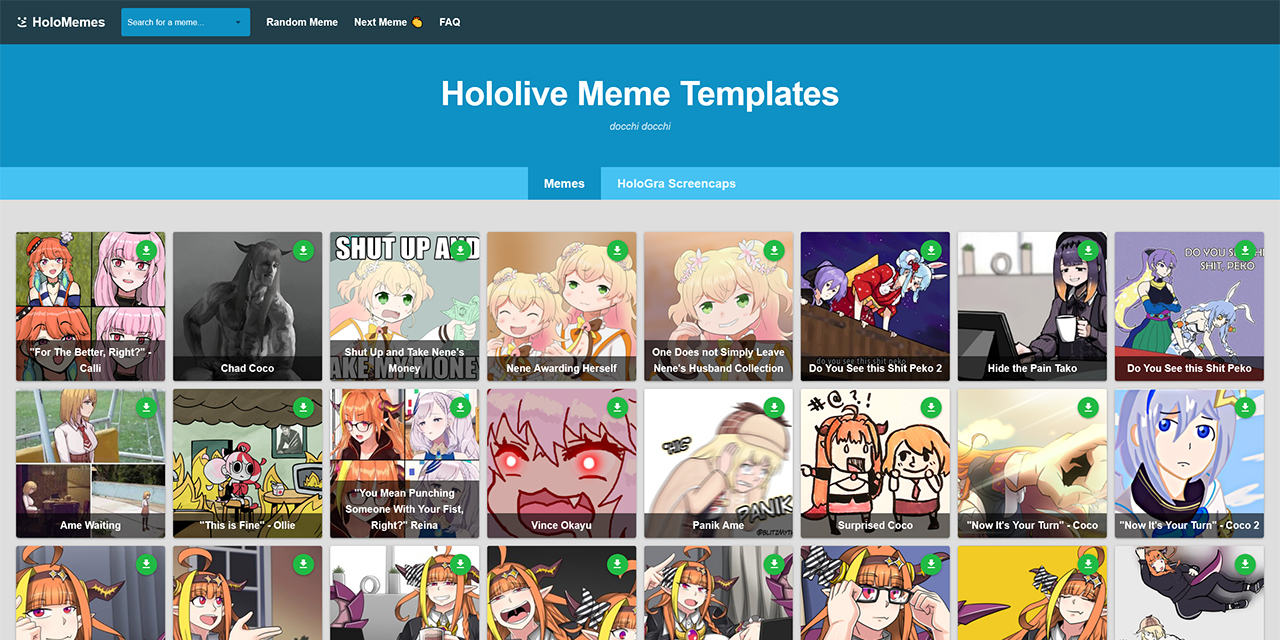 HoloMemes
Search for a meme...
Random Meme
Next Meme 👏
FAQ
Hololive Meme Templates
docchi docchi
Memes
HoloGra Screencaps
"For The Better, Right?" -
Calli
Chad Coco
SHUT UP AND
Shut Up and Take Nene's
Money
AKE MY MONEY
Nene Awarding Herself
One Does not Simply Leave
Nene's Husband Collection
do you see this shit peko
Do You See this Shit Peko 2
Hide the Pain Tako
DO YOU S
SHIT, PEKO
Do You See this Shit Peko
Ame Waiting
"This is Fine" - Ollie
"You Mean Punching
Someone With Your Fist,
Right?" Reina
Vince Okayu
HIC
PANIK
Panik Ame
#@*?!
Surprised Coco
"Now It's Your Turn" - Coco
"Now It's Your Turn" - Coco 2